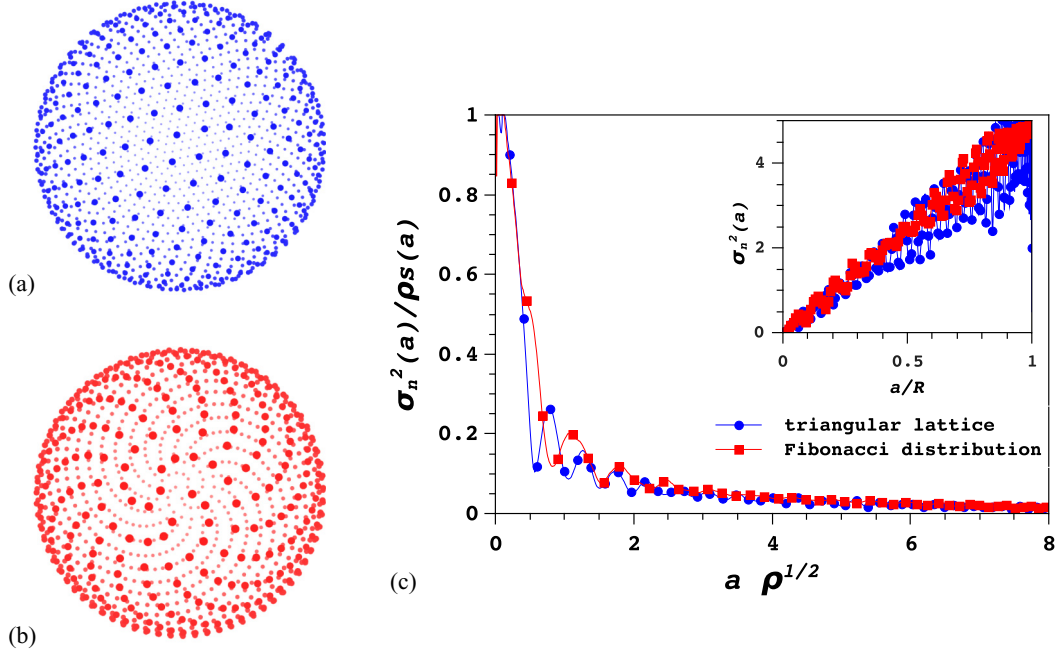 (a)
(b)
(c)
σn²(a)/ρs(a)
1
0.8
0.6
0.4
0.2
0
0
2
4
6
8
a ρ^1/2
σn²(a)
4
2
0
0
0.5
1
a/R
triangular lattice
Fibonacci distribution